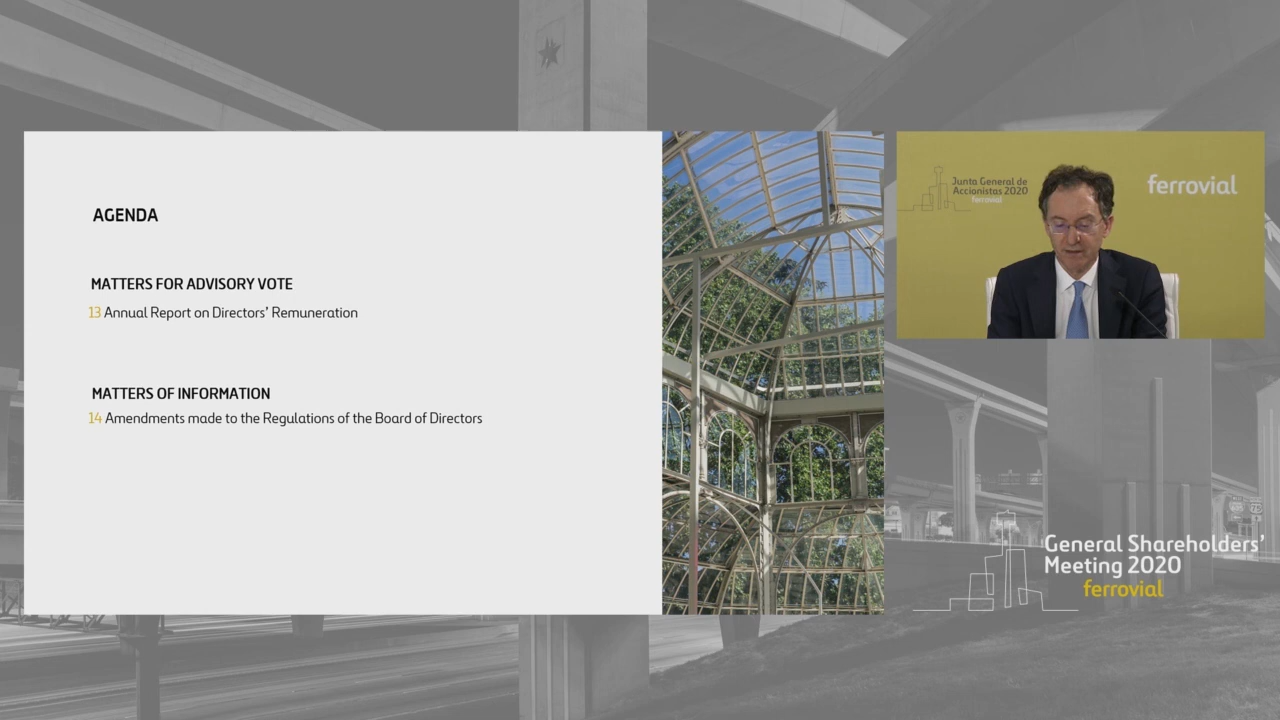 AGENDA
MATTERS FOR ADVISORY VOTE
13 Annual Report on Directors’ Remuneration
MATTERS OF INFORMATION
14 Amendments made to the Regulations of the Board of Directors
Junta General de
Accionistas 2020
ferrovial
ferrovial
General Shareholders’
Meeting 2020
ferrovial